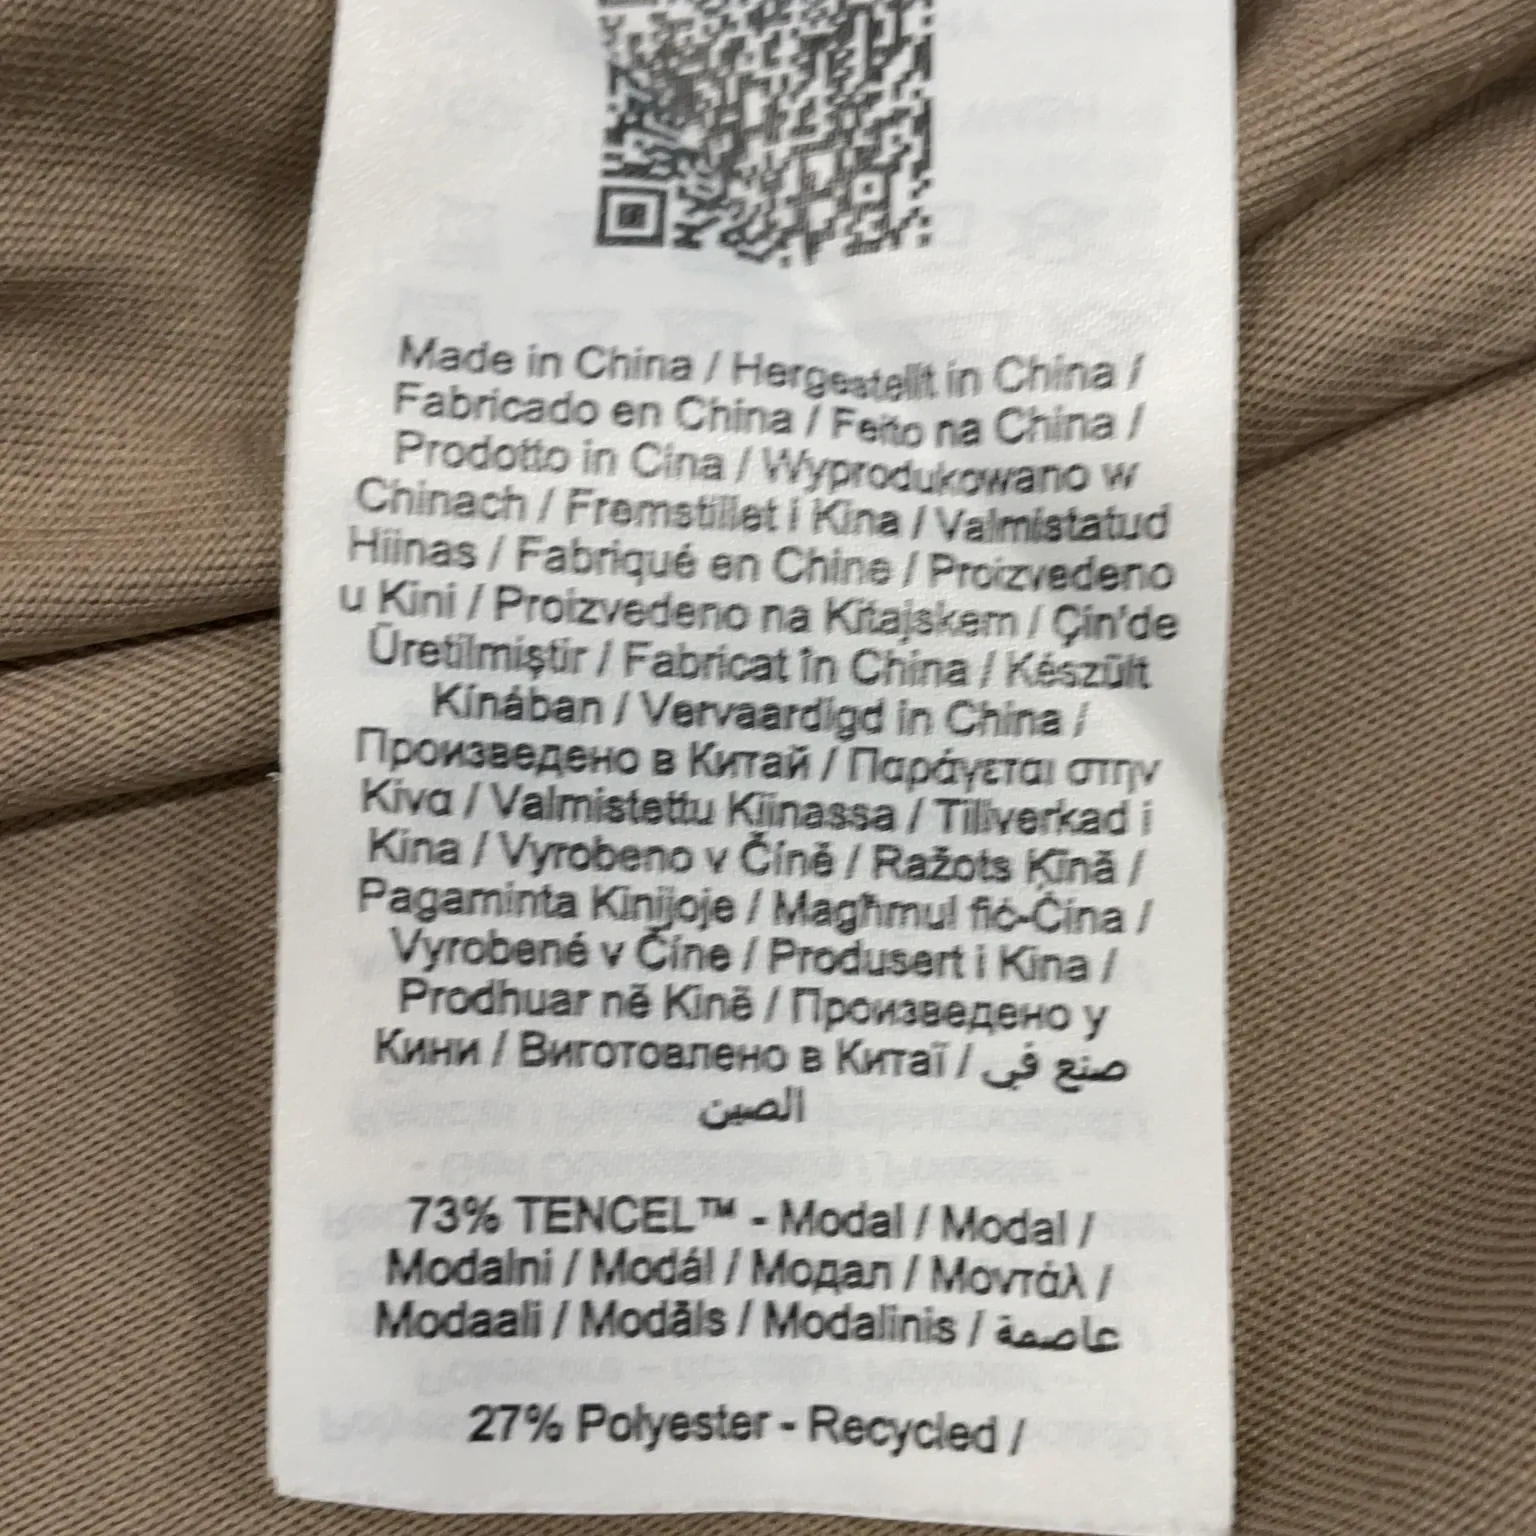 Made in China / Hergestellt in China /
Fabricado en China / Feito na China /
Prodotto in Cina / Wyprodukowano w
Chinach / Fremstillet i Kina / Valmistatud
Hiinas / Fabriqué en Chine / Proizvedeno
u Kini / Proizvedeno na Kitajskem / Çin'de
Üretilmiştir / Fabricat în China / Készült
Kínában / Vervaardigd in China /
Произведено в Китай / Παράγεται στην
Κίνα / Valmistettu Kiinassa / Tillverkad i
Kina / Vyrobeno v Číně / Ražots Ķīnā /
Pagaminta Kinijoje / Magħmul fiċ-Ċina /
Vyrobené v Číne / Produsert i Kina /
Prodhuar në Kinë / Произведено у
Кини / Виготовлено в Китаї / صنع في
الصين
73% TENCEL™ - Modal / Modal /
Modalni / Modál / Модал / Μοντάλ /
Modaali / Modāls / Modalinis / عاصمة
27% Polyester - Recycled /